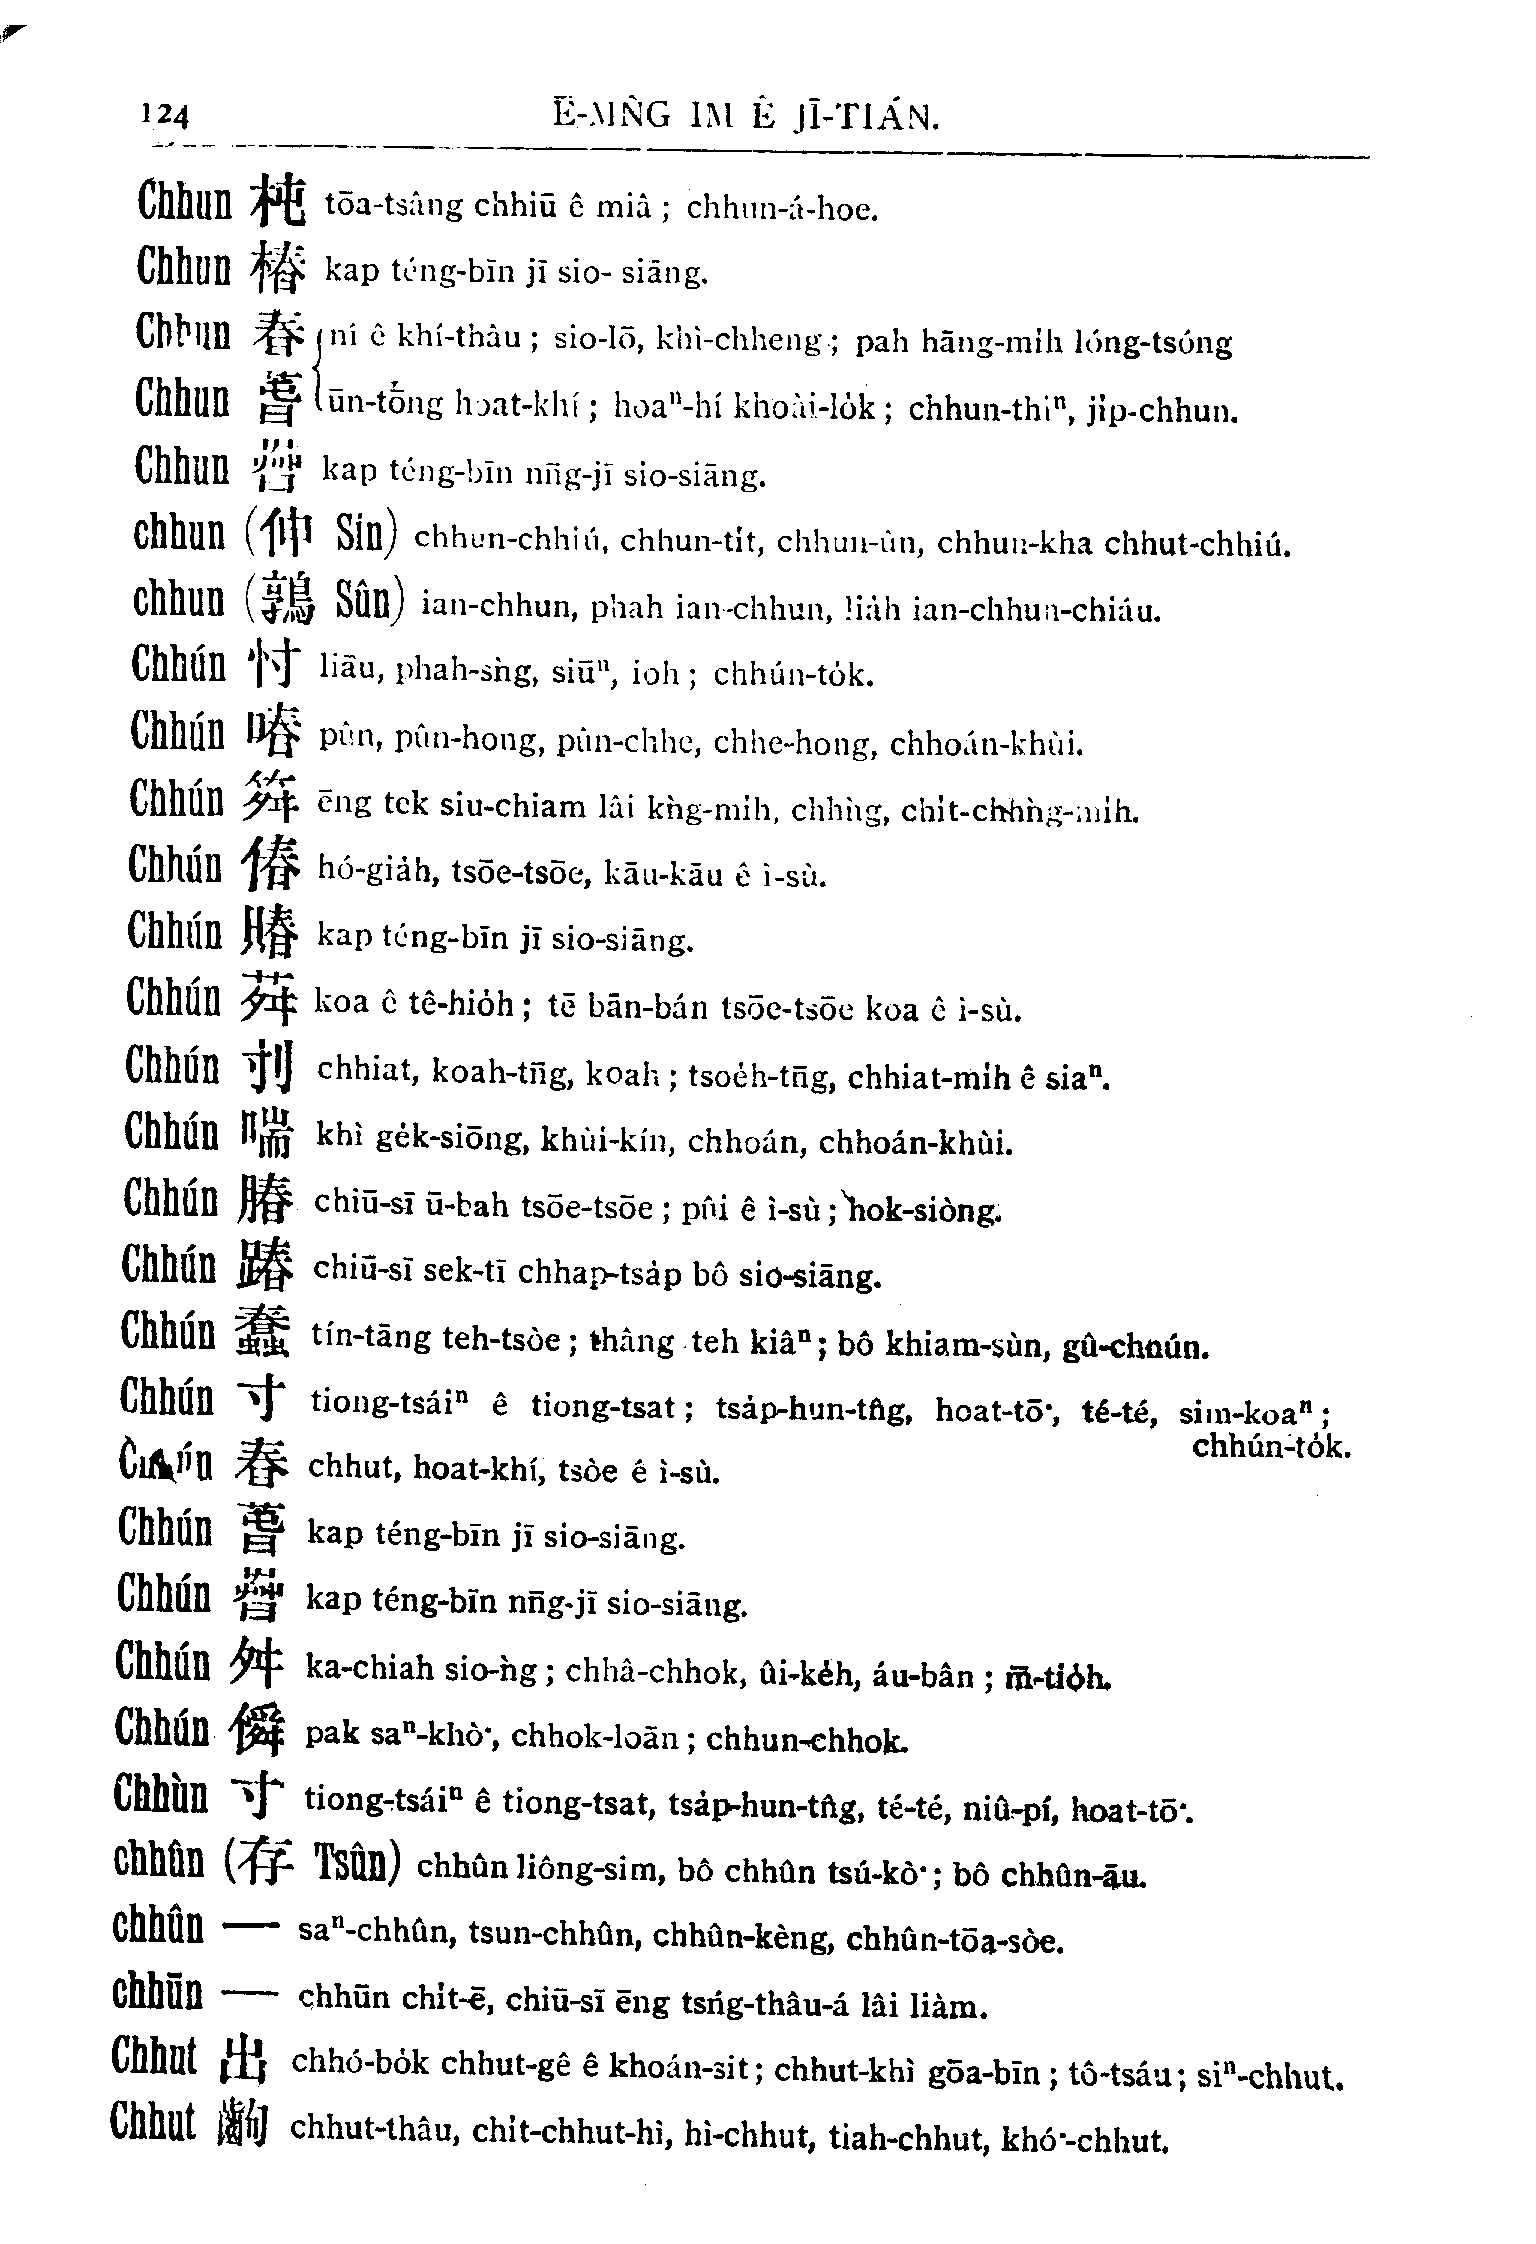 124 Ē-MN̂G IM Ê JĪ-TIÁN.
Chhun 杶 tōa-tsâng chhiū ê miâ ; chhun-á-hoe.
Chhun 椿 kap téng-bīn jī sio- siāng.
Chhun 春 ní ê khí-thâu ; sio-lō, khì-chheng ; pah hāng-mi̍h lóng-tsóng
Chhun 萅 ūn-tōng hoat-khí ; hoaⁿ-hí khoài-lo̍k ; chhun-thiⁿ, ji̍p-chhun.
Chhun kap téng-bīn nn̄g-jī sio-siāng.
chhun (伸 Sin) chhun-chhiú, chhun-ti̍t, chhun-ûn, chhun-kha chhut-chhiú.
chhun (鶉 Sûn) ian-chhun, phah ian-chhun, lia̍h ian-chhun-chiáu.
Chhún 忖 liāu, phah-sǹg, siūⁿ, ioh ; chhún-to̍k.
Chhún 喠 pûn, pûn-hong, pûn-chhe, chhe-hong, chhoán-khùi.
Chhún 䇥 ēng tek siu-chiam lâi kǹg-mih, chhǹg, chi̍t-chhǹg-mih.
Chhún 偆 hó-gia̍h, tsōe-tsōe, kāu-kāu ê ì-sù.
Chhún 賰 kap téng-bīn jī sio-siāng.
Chhún 荈 koa ê tê-hio̍h ; tē bān-bán tsōe-tsōe koa ê ì-sù.
Chhún 刌 chhiat, koah-tn̄g, koah ; tsoe̍h-tn̄g, chhiat-mih ê siaⁿ.
Chhún 喘 khì ge̍k-siōng, khùi-kín, chhoán, chhoán-khùi.
Chhún 膥 chiū-sī ū-bah tsōe-tsōe ; pûi ê ì-sù ; hok-siòng.
Chhún 踳 chiū-sī sek-tī chhap-tsa̍p bô sio-siāng.
Chhún 蠢 tín-tāng teh-tsòe ; thâng teh kiâⁿ ; bô khiam-sùn, gû-chhún.
Chhún 寸 tiong-tsáiⁿ ê tiong-tsat ; tsa̍p-hun-tn̂g, hoat-tō͘, té-té, sim-koaⁿ ;
chhún-to̍k.
Chhún 春 chhut, hoat-khí, tsòe ê ì-sù.
Chhún 萅 kap téng-bīn jī sio-siāng.
Chhún kap téng-bīn nn̄g-jī sio-siāng.
Chhún 舛 ka-chiah sio-ǹg ; chhâ-chhok, ûi-ke̍h, áu-bân ; m̄-tio̍h.
Chhún 僢 pak saⁿ-khò͘, chhok-loān ; chhun-chhok.
Chhùn 寸 tiong-tsáiⁿ ê tiong-tsat, tsa̍p-hun-tn̂g, té-té, niû-pí, hoat-tō͘.
chhûn (存 Tsûn) chhûn liông-sim, bô chhûn tsú-kò͘ ; bô chhûn-āu.
chhûn — saⁿ-chhûn, tsun-chhûn, chhûn-kèng, chhûn-tōa-sòe.
chhūn — chhūn chi̍t-ē, chiū-sī ēng tsńg-thâu-á lâi liàm.
Chhut 出 chhó-bo̍k chhut-gê ê khoán-sit ; chhut-khì gōa-bīn ; tô-tsáu ; siⁿ-chhut.
Chhut 齣 chhut-thâu, chi̍t-chhut-hì, hì-chhut, tiah-chhut, khó͘-chhut.